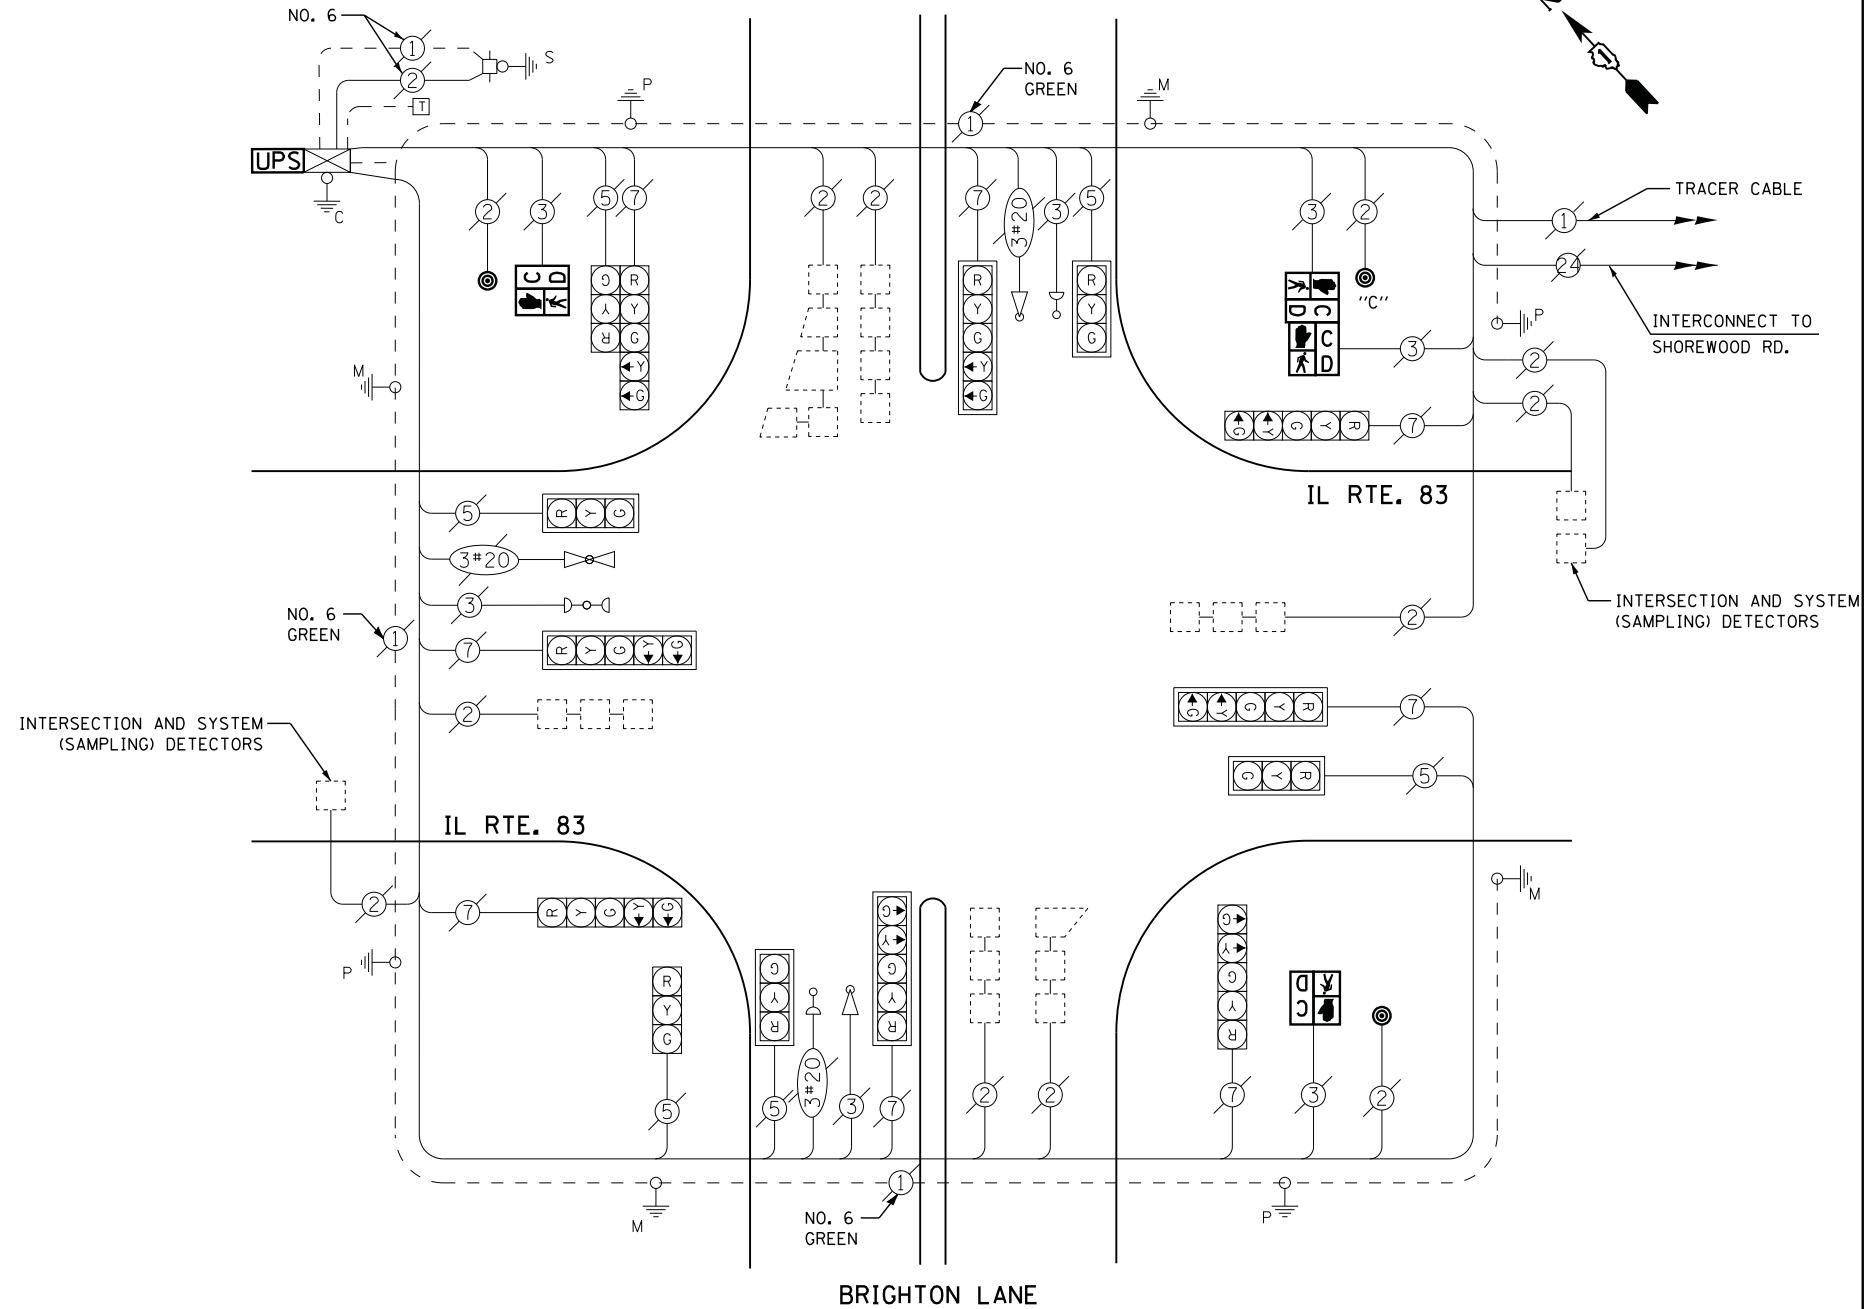 NO. 6
1
2
S
T
P
NO. 6
GREEN
1
M
UPS
C
TRACER CABLE
1
24
INTERCONNECT TO
SHOREWOOD RD.
2
3
5
7
2
2
7
3#20
3
5
3
2
C D
G Y R
R Y G Y G
R Y G Y G
R Y G
C D
"C"
C D
3
P
2
2
M
G Y G Y R
7
IL RTE. 83
5
R Y G
3#20
3
NO. 6
GREEN
1
7
R Y G Y G
2
2
INTERSECTION AND SYSTEM
(SAMPLING) DETECTORS
INTERSECTION AND SYSTEM
(SAMPLING) DETECTORS
G Y G Y R
7
G Y R
5
IL RTE. 83
2
7
R Y G Y G
P
M
R Y G
5
G Y R
5
3#20
3
G Y G Y R
7
2
2
G Y G Y R
7
D C
3
2
M
NO. 6
GREEN
1
P
BRIGHTON LANE